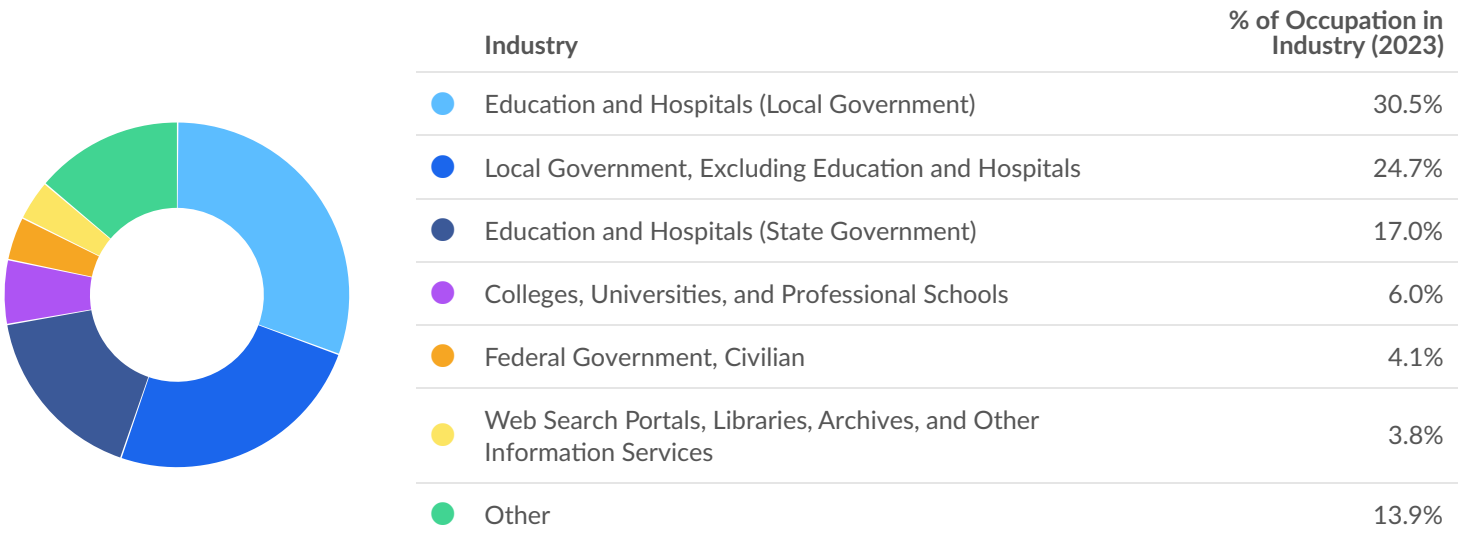 Industry
% of Occupation in
Industry (2023)
Education and Hospitals (Local Government)
30.5%
Local Government, Excluding Education and Hospitals
24.7%
Education and Hospitals (State Government)
17.0%
Colleges, Universities, and Professional Schools
6.0%
Federal Government, Civilian
4.1%
Web Search Portals, Libraries, Archives, and Other
Information Services
3.8%
Other
13.9%